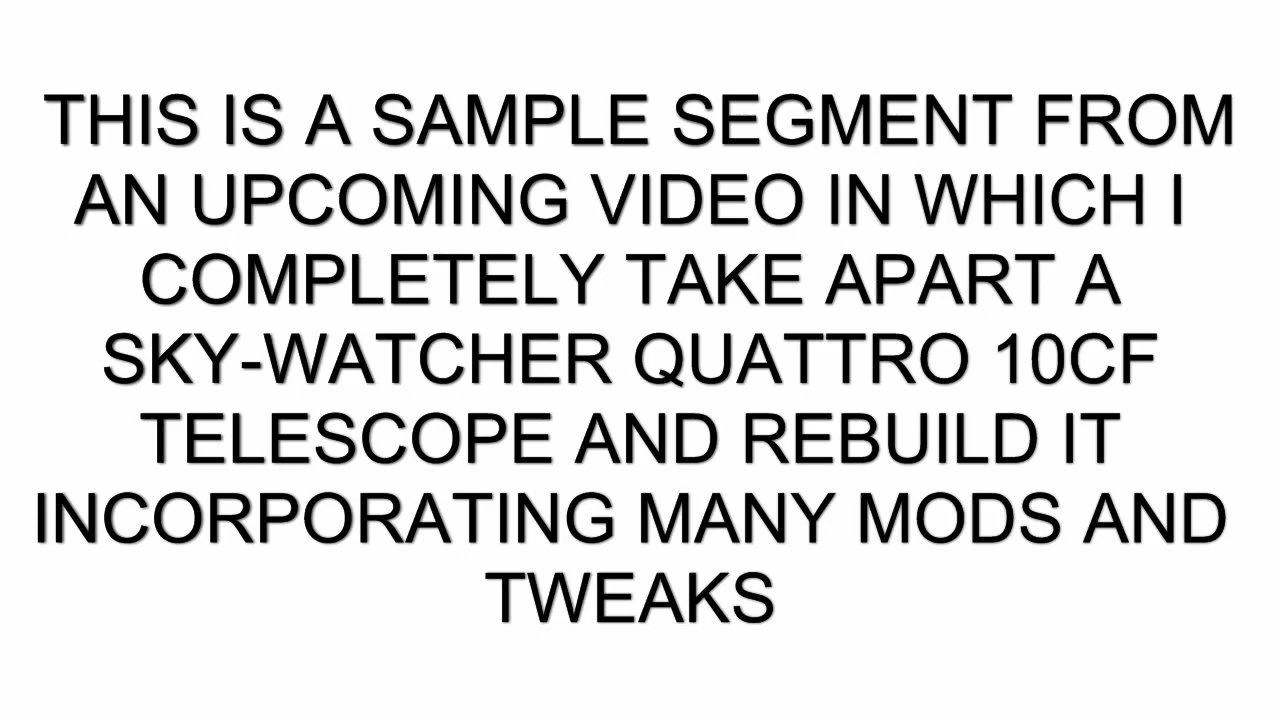 THIS IS A SAMPLE SEGMENT FROM
AN UPCOMING VIDEO IN WHICH I
COMPLETELY TAKE APART A
SKY-WATCHER QUATTRO 10CF
TELESCOPE AND REBUILD IT
INCORPORATING MANY MODS AND
TWEAKS